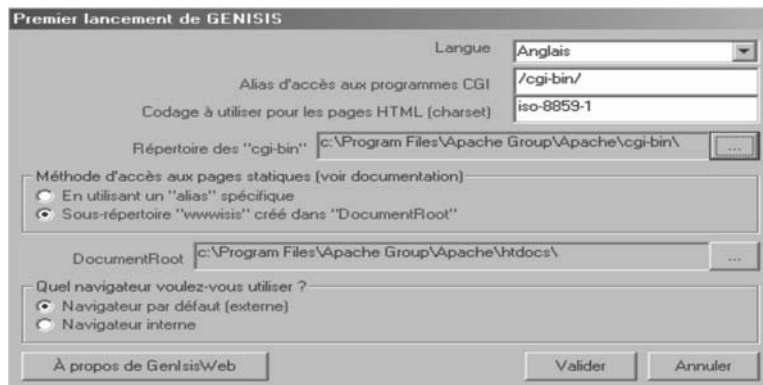 Premier lancement de GENISIS
Langue Anglais
Alias d'accès aux programmes CGI /cgi-bin/
Codage à utiliser pour les pages HTML (charset) iso-8859-1
Répertoire des "cgi-bin" c:\Program Files\Apache Group\Apache\cgi-bin\ ...
Méthode d'accès aux pages statiques (voir documentation)
En utilisant un "alias" spécifique
Sous-répertoire "wwwisis" créé dans "DocumentRoot"
DocumentRoot c:\Program Files\Apache Group\Apache\htdocs\ ...
Quel navigateur voulez-vous utiliser ?
Navigateur par défaut (externe)
Navigateur interne
À propos de GenIsisWeb Valider Annuler